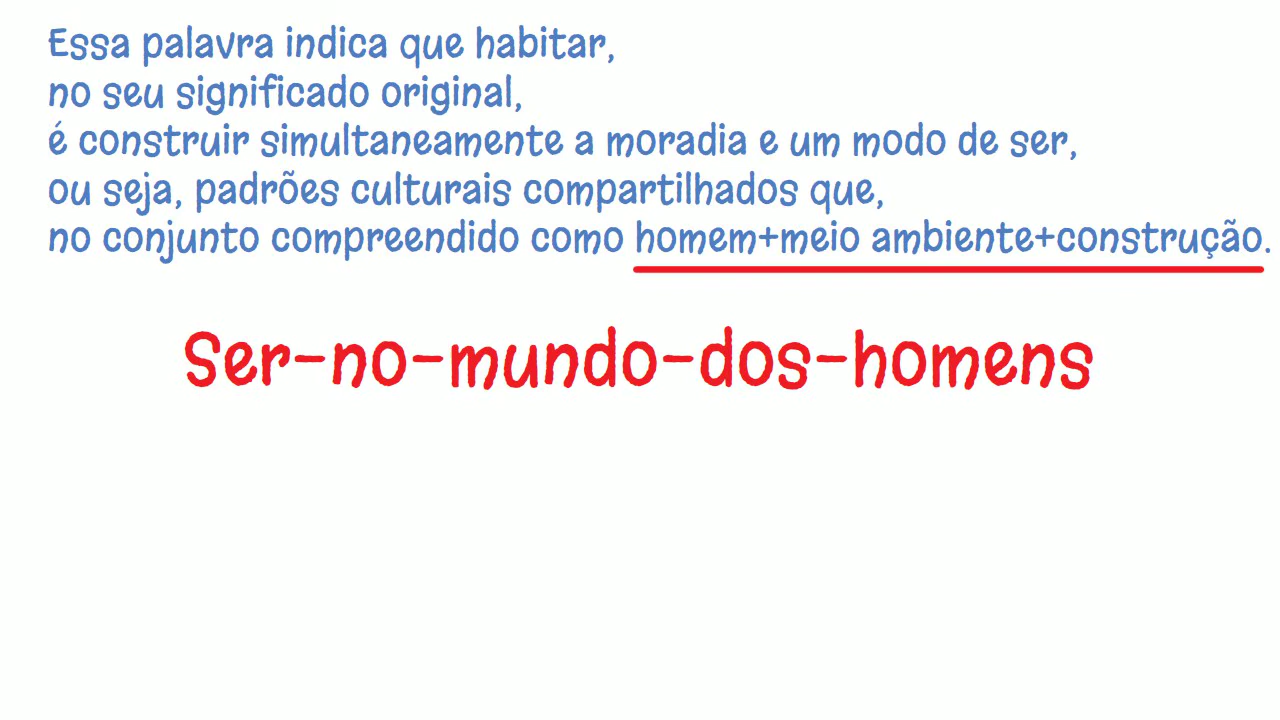 Essa palavra indica que habitar,
no seu significado original,
é construir simultaneamente a moradia e um modo de ser,
ou seja, padrões culturais compartilhados que,
no conjunto compreendido como homem+meio ambiente+construção.
Ser-no-mundo-dos-homens